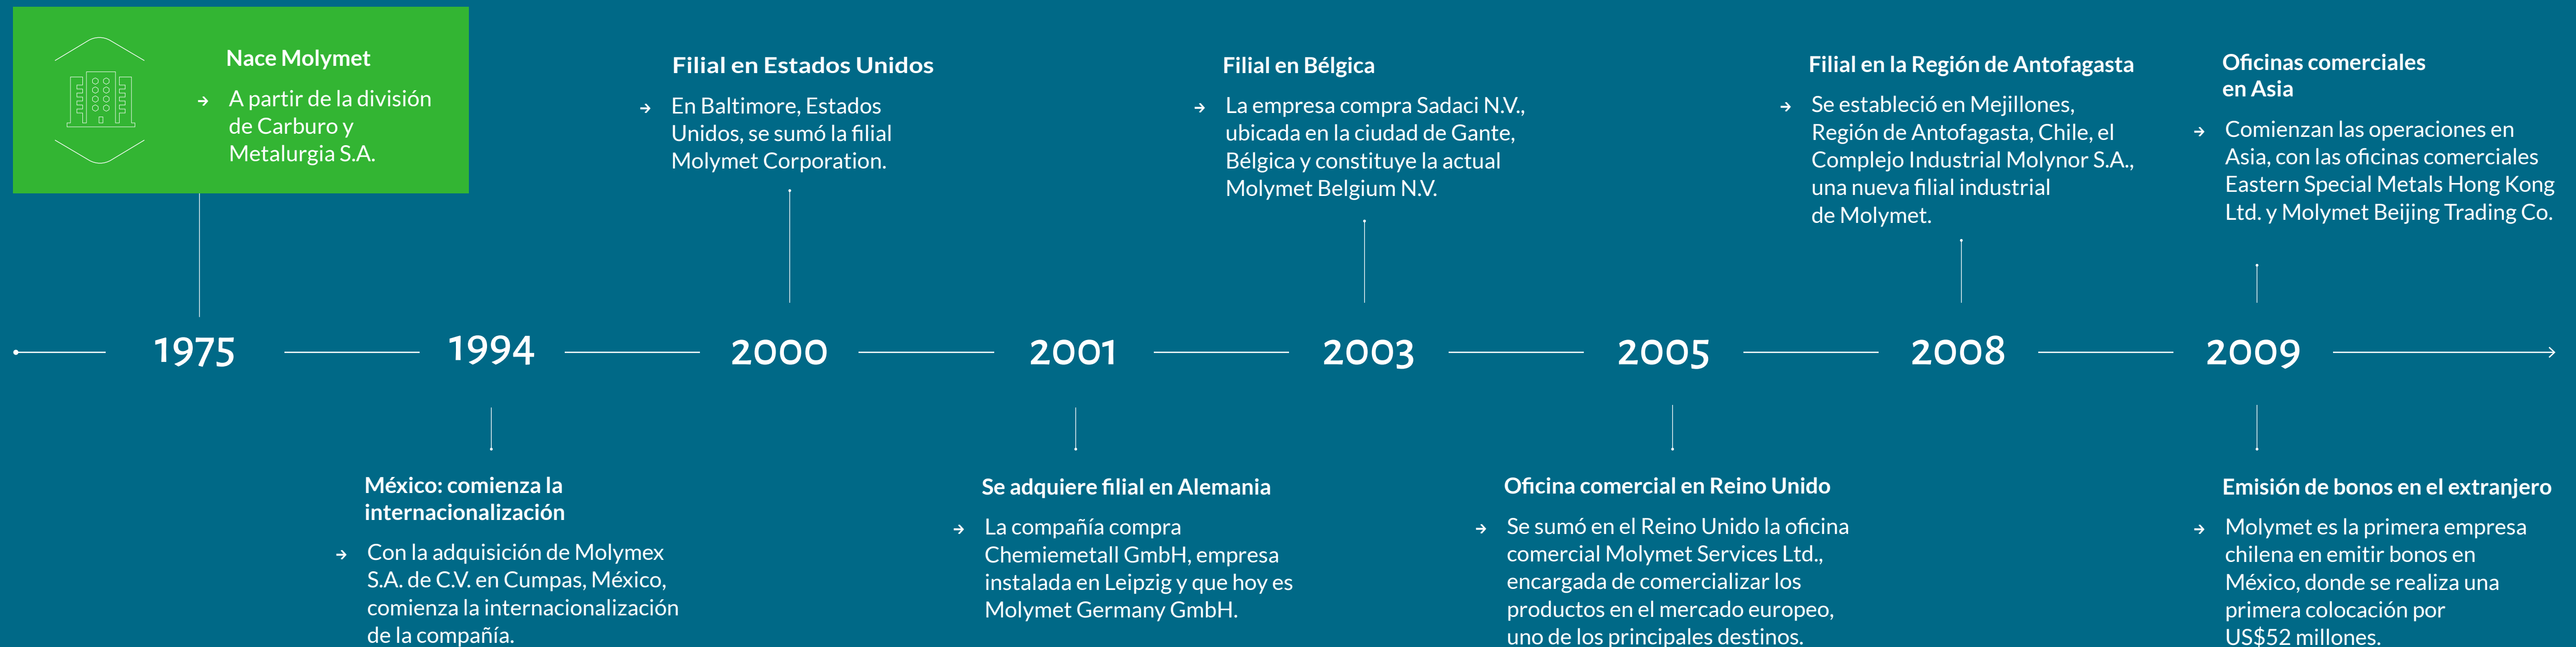 Nace Molymet
→ A partir de la división
de Carburo y
Metalurgia S.A.
Filial en Estados Unidos
→ En Baltimore, Estados
Unidos, se sumó la filial
Molymet Corporation.
Filial en Bélgica
→ La empresa compra Sadaci N.V.,
ubicada en la ciudad de Gante,
Bélgica y constituye la actual
Molymet Belgium N.V.
Filial en la Región de Antofagasta
→ Se estableció en Mejillones,
Región de Antofagasta, Chile, el
Complejo Industrial Molynor S.A.,
una nueva filial industrial
de Molymet.
Oficinas comerciales
en Asia
→ Comienzan las operaciones en
Asia, con las oficinas comerciales
Eastern Special Metals Hong Kong
Ltd. y Molymet Beijing Trading Co.
1975
1994
2000
2001
2003
2005
2008
2009
México: comienza la
internacionalización
→ Con la adquisición de Molymex
S.A. de C.V. en Cumpas, México,
comienza la internacionalización
de la compañía.
Se adquiere filial en Alemania
→ La compañía compra
Chemiemetall GmbH, empresa
instalada en Leipzig y que hoy es
Molymet Germany GmbH.
Oficina comercial en Reino Unido
→ Se sumó en el Reino Unido la oficina
comercial Molymet Services Ltd.,
encargada de comercializar los
productos en el mercado europeo,
uno de los principales destinos.
Emisión de bonos en el extranjero
→ Molymet es la primera empresa
chilena en emitir bonos en
México, donde se realiza una
primera colocación por
US$52 millones.